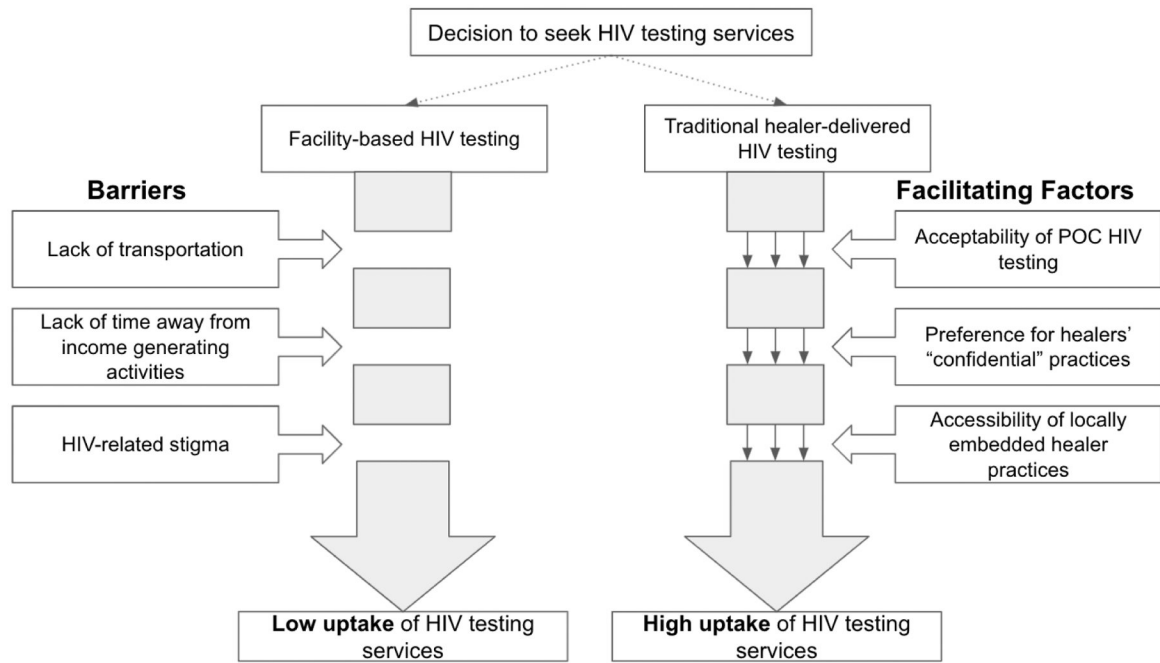 Decision to seek HIV testing services
Facility-based HIV testing
Traditional healer-delivered
HIV testing
Barriers
Lack of transportation
Lack of time away from
income generating
activities
HIV-related stigma
Facilitating Factors
Acceptability of POC HIV
testing
Preference for healers’
“confidential” practices
Accessibility of locally
embedded healer
practices
Low uptake of HIV testing
services
High uptake of HIV testing
services